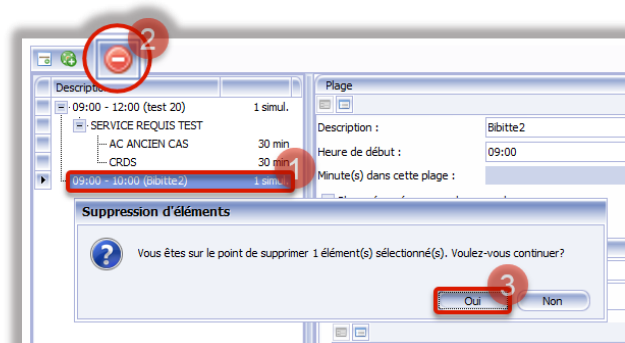 2
Description
Plage
09:00 - 12:00 (test 20) 1 simul.
SERVICE REQUIS TEST
AC ANCIEN CAS 30 min
CRDS 30 min
1
09:00 - 10:00 (Bibitte2) 1 simul.
Description : Bibitte2
Heure de début : 09:00
Minute(s) dans cette plage :
Suppression d'éléments
Vous êtes sur le point de supprimer 1 élément(s) sélectionné(s). Voulez-vous continuer?
3
Oui Non